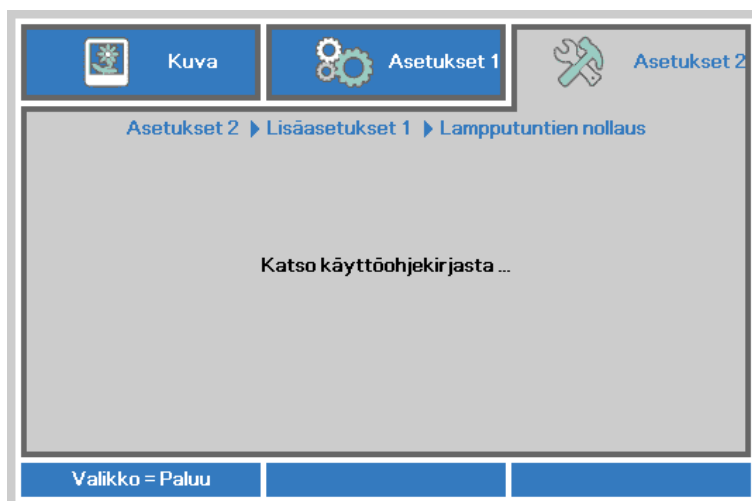 Kuva
Asetukset 1
Asetukset 2
Asetukset 2 Lisäasetukset 1 Lampputuntien nollaus
Katso käyttöohjekirjasta ...
Valikko = Paluu